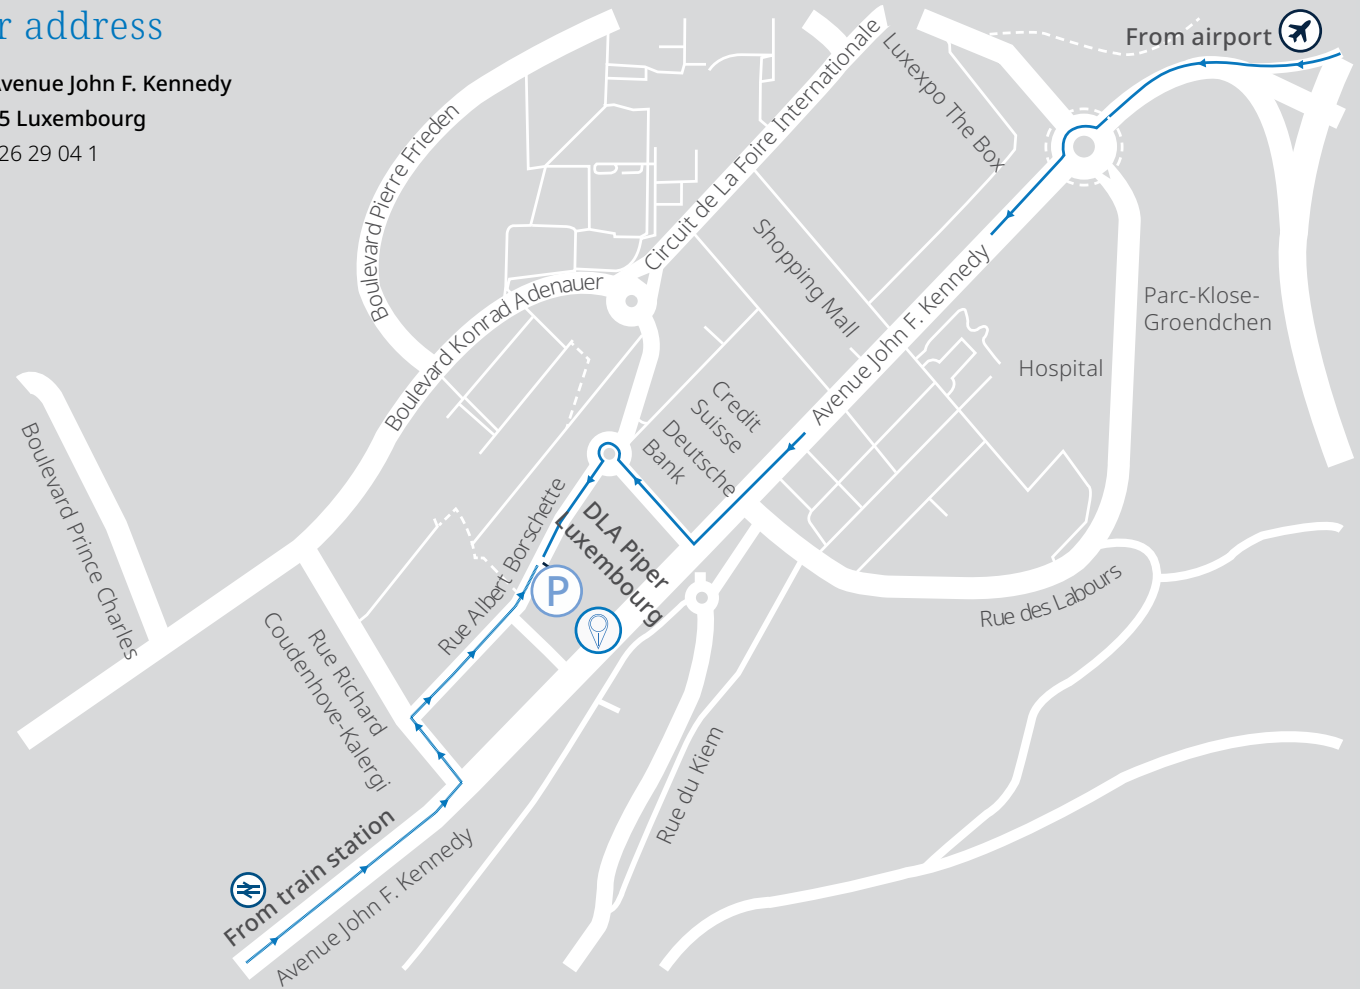 r address
Avenue John F. Kennedy
5 Luxembourg
26 29 04 1
From airport
Boulevard Pierre Frieden
Circuit de La Foire Internationale
Luxexpo The Box
Shopping Mall
Boulevard Konrad Adenauer
Avenue John F. Kennedy
Parc-Klose-
Groendchen
Hospital
Credit
Suisse
Deutsche
Bank
Boulevard Prince Charles
Rue Albert Borschette
DLA Piper
Luxembourg
P
Rue des Labours
Rue Richard
Coudenhove-Kalergi
Rue du Kiem
From train station
Avenue John F. Kennedy